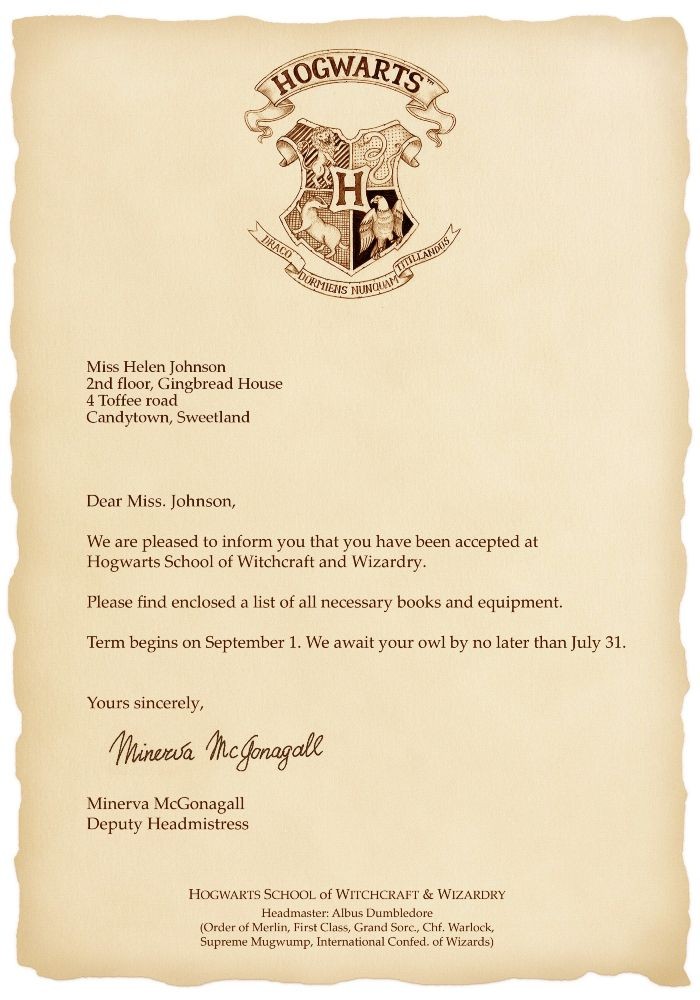 HOGWARTS™
H
DRACO DORMIENS NUNQUAM TITILLANDUS
Miss Helen Johnson
2nd floor, Gingbread House
4 Toffee road
Candytown, Sweetland
Dear Miss. Johnson,
We are pleased to inform you that you have been accepted at
Hogwarts School of Witchcraft and Wizardry.
Please find enclosed a list of all necessary books and equipment.
Term begins on September 1. We await your owl by no later than July 31.
Yours sincerely,
Minerva McGonagall
Minerva McGonagall
Deputy Headmistress
HOGWARTS SCHOOL of WITCHCRAFT & WIZARDRY
Headmaster: Albus Dumbledore
(Order of Merlin, First Class, Grand Sorc., Chf. Warlock,
Supreme Mugwump, International Confed. of Wizards)